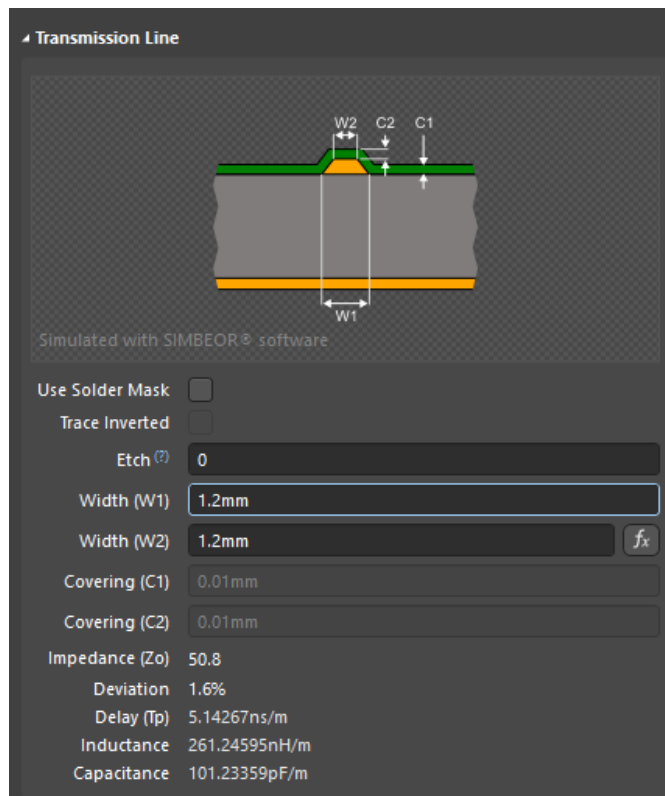 Transmission Line
W2 C2 C1
W1
Simulated with SIMBEOR® software
Use Solder Mask
Trace Inverted
Etch (?) 0
Width (W1) 1.2mm
Width (W2) 1.2mm fx
Covering (C1) 0.01mm
Covering (C2) 0.01mm
Impedance (Zo) 50.8
Deviation 1.6%
Delay (Tp) 5.14267ns/m
Inductance 261.24595nH/m
Capacitance 101.23359pF/m